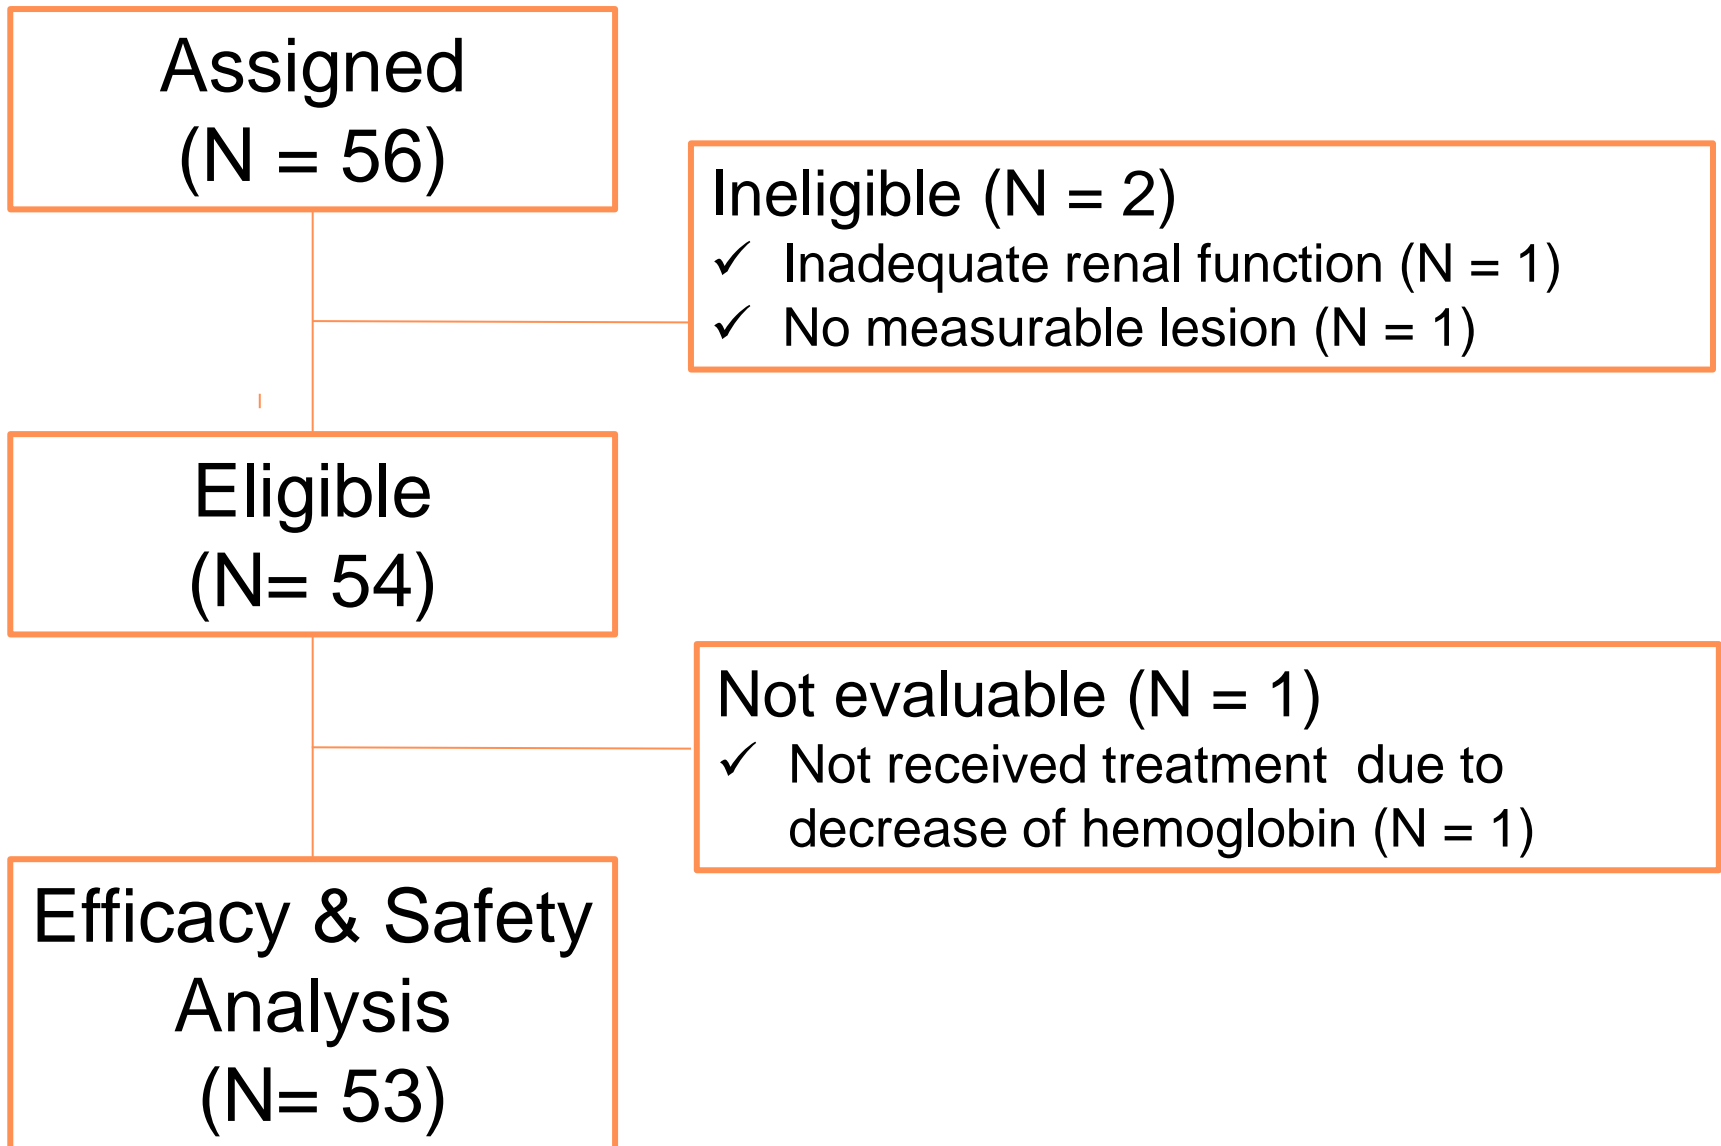 Assigned
(N = 56)
Ineligible (N = 2)
✓ Inadequate renal function (N = 1)
✓ No measurable lesion (N = 1)
Eligible
(N= 54)
Not evaluable (N = 1)
✓ Not received treatment  due to
decrease of hemoglobin (N = 1)
Efficacy & Safety
Analysis
(N= 53)